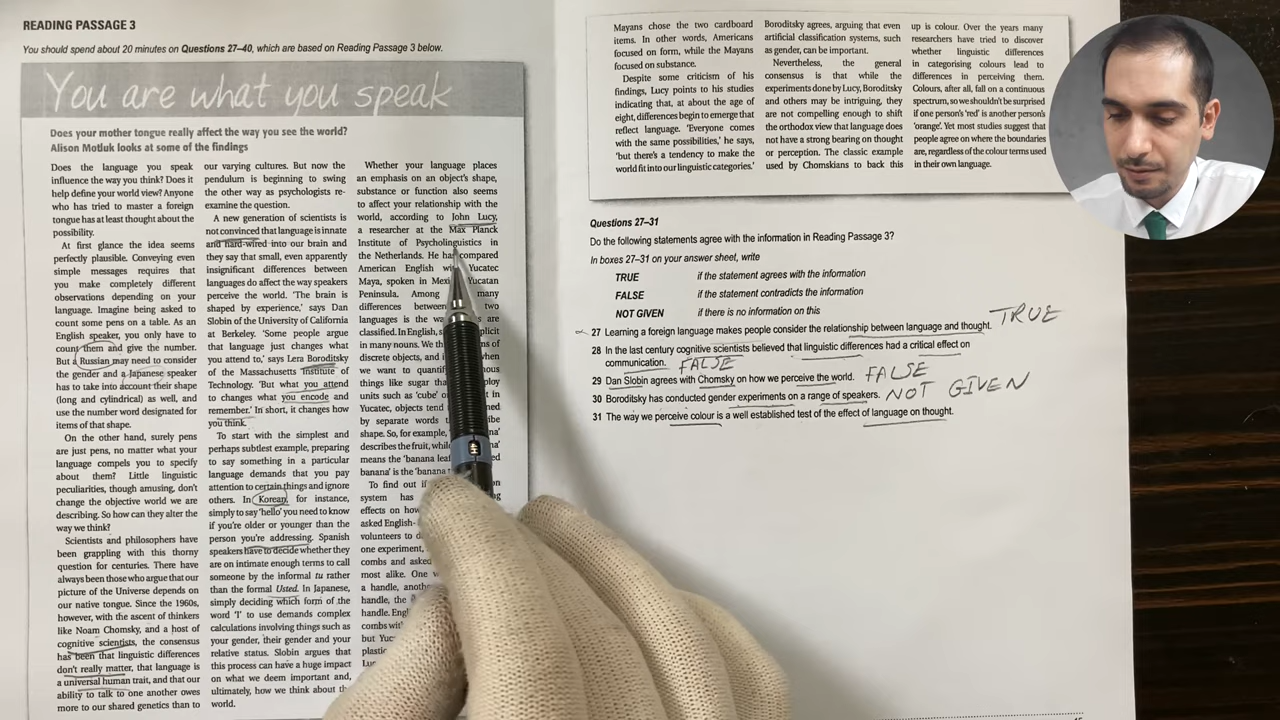 READING PASSAGE 3
You should spend about 20 minutes on Questions 27–40, which are based on Reading Passage 3 below.
You are what you speak
Does your mother tongue really affect the way you see the world?
Alison Motluk looks at some of the findings
Does the language you speak
influence the way you think? Does it
help define your world view? Anyone
who has tried to master a foreign
tongue has at least thought about the
possibility.
At first glance the idea seems
perfectly plausible. Conveying even
simple messages requires that
you make completely different
observations depending on your
language. Imagine being asked to
count some pens on a table. As an
English speaker, you only have to
count them and give the number.
But a Russian may need to consider
the gender and a Japanese speaker
has to take into account their shape
(long and cylindrical) as well, and
use the number word designated for
items of that shape.
On the other hand, surely pens
are just pens, no matter what your
language compels you to specify
about them? Little linguistic
peculiarities, though amusing, don't
change the objective world we are
describing. So how can they alter the
way we think?
Scientists and philosophers have
been grappling with this thorny
question for centuries. There have
always been those who argue that our
picture of the Universe depends on
our native tongue. Since the 1960s,
however, with the ascent of thinkers
like Noam Chomsky, and a host of
cognitive scientists, the consensus
has been that linguistic differences
don't really matter, that language is
a universal human trait, and that our
ability to talk to one another owes
more to our shared genetics than to
our varying cultures. But now the
pendulum is beginning to swing
the other way as psychologists re-
examine the question.
A new generation of scientists is
not convinced that language is innate
and hard-wired into our brain and
they say that small, even apparently
insignificant differences between
languages do affect the way speakers
perceive the world. 'The brain is
shaped by experience,' says Dan
Slobin of the University of California
at Berkeley. 'Some people argue
that language just changes what
you attend to,' says Lera Boroditsky
of the Massachusetts Institute of
Technology. 'But what you attend
to changes what you encode and
remember.' In short, it changes how
you think.
To start with the simplest and
perhaps subtlest example, preparing
to say something in a particular
language demands that you pay
attention to certain things and ignore
others. In Korean, for instance,
simply to say 'hello' you need to know
if you're older or younger than the
person you're addressing. Spanish
speakers have to decide whether they
are on intimate enough terms to call
someone by the informal tu rather
than the formal Usted. In Japanese,
simply deciding which form of the
word 'I' to use demands complex
calculations involving things such as
your gender, their gender and your
relative status. Slobin argues that
this process can have a huge impact
on what we deem important and,
ultimately, how we think about th
world.
Whether your language places
an emphasis on an object's shape,
substance or function also seems
to affect your relationship with the
world, according to John Lucy,
a researcher at the Max Planck
Institute of Psycholinguistics in
the Netherlands. He has compared
American English wi Yucatec
Maya, spoken in Mexi Yucatan
Peninsula. Among many
differences between two
languages is the wa are
classified. In English, s plicit
in many nouns. We th ms of
discrete objects, and i when
we want to quantify ous
things like sugar tha ploy
units such as 'cube' o t in
Yucatec, objects tend ned
by separate words t ibe
shape. So, for example, na'
describes the fruit, whil na'
means the 'banana leaf ed
banana' is the 'banana t
To find out if on
system has g
effects on how
asked English-
volunteers to d
one experiment,
combs and asked
most alike. One w
a handle, anothe
handle, the
handle. Engl
combs wit
but Yuc
plastic
Luc
Mayans chose the two cardboard
items. In other words, Americans
focused on form, while the Mayans
focused on substance.
Despite some criticism of his
findings, Lucy points to his studies
indicating that, at about the age of
eight, differences begin to emerge that
reflect language. 'Everyone comes
with the same possibilities,' he says,
'but there's a tendency to make the
world fit into our linguistic categories.'
Boroditsky agrees, arguing that even
artificial classification systems, such
as gender, can be important.
Nevertheless, the general
consensus is that while the
experiments done by Lucy, Boroditsky
and others may be intriguing, they
are not compelling enough to shift
the orthodox view that language does
not have a strong bearing on thought
or perception. The classic example
used by Chomskians to back this
up is colour. Over the years many
researchers have tried to discover
whether linguistic differences
in categorising colours lead to
differences in perceiving them.
Colours, after all, fall on a continuous
spectrum, so we shouldn't be surprised
if one person's 'red' is another person's
'orange'. Yet most studies suggest that
people agree on where the boundaries
are, regardless of the colour terms used
in their own language.
Questions 27–31
Do the following statements agree with the information in Reading Passage 3?
In boxes 27–31 on your answer sheet, write
TRUE if the statement agrees with the information
FALSE if the statement contradicts the information
NOT GIVEN if there is no information on this
27 Learning a foreign language makes people consider the relationship between language and thought. TRUE
28 In the last century cognitive scientists believed that linguistic differences had a critical effect on
communication. FALSE
29 Dan Slobin agrees with Chomsky on how we perceive the world. FALSE
30 Boroditsky has conducted gender experiments on a range of speakers. NOT GIVEN
31 The way we perceive colour is a well established test of the effect of language on thought.